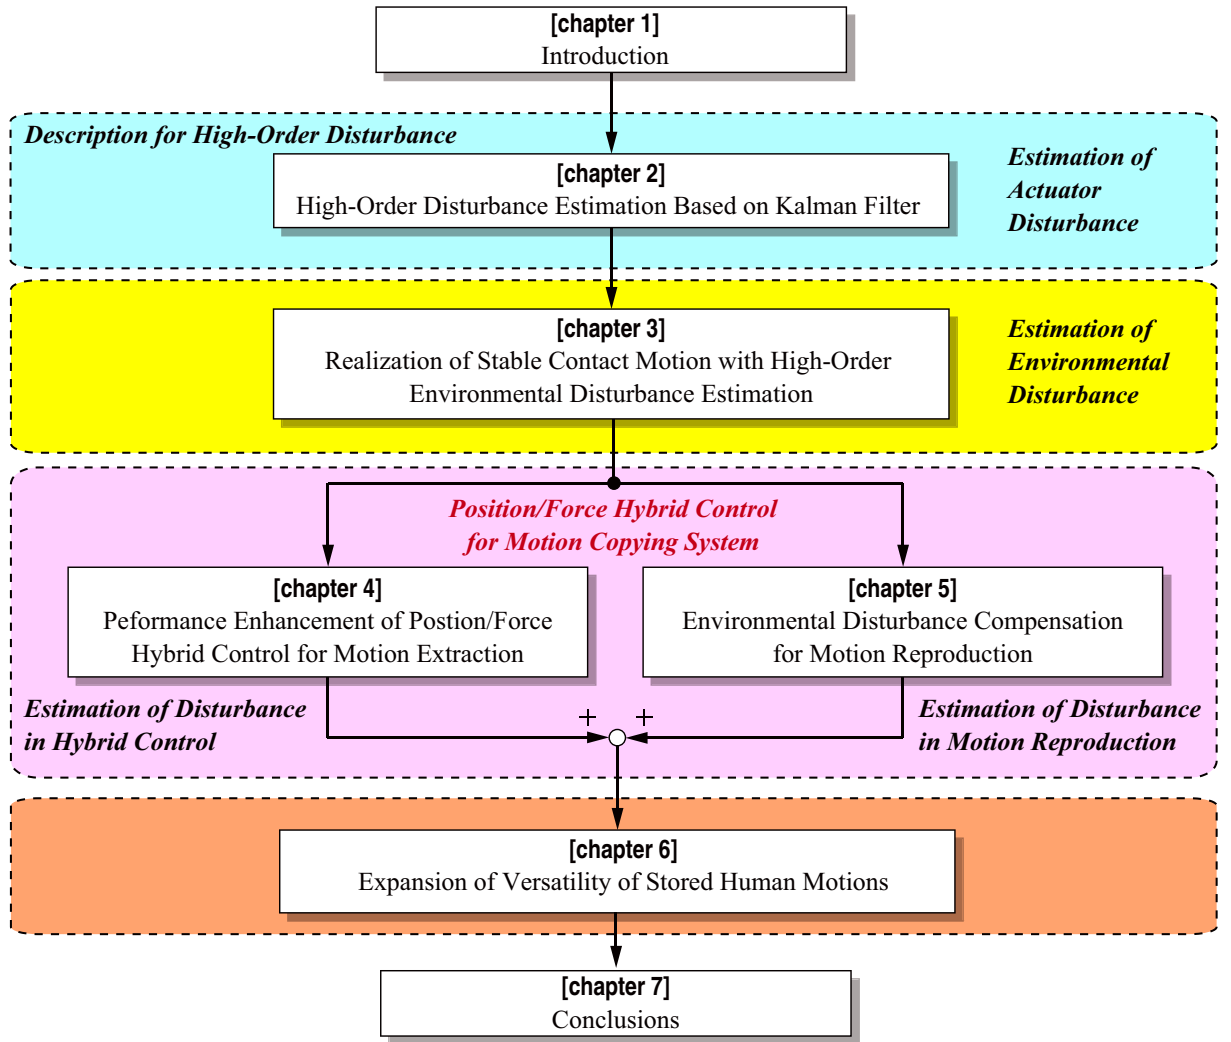 [chapter 1]
Introduction
Description for High-Order Disturbance
[chapter 2]
High-Order Disturbance Estimation Based on Kalman Filter
Estimation of
Actuator
Disturbance
[chapter 3]
Realization of Stable Contact Motion with High-Order
Environmental Disturbance Estimation
Estimation of
Environmental
Disturbance
Position/Force Hybrid Control
for Motion Copying System
[chapter 4]
Peformance Enhancement of Postion/Force
Hybrid Control for Motion Extraction
[chapter 5]
Environmental Disturbance Compensation
for Motion Reproduction
Estimation of Disturbance
in Hybrid Control
+ +
Estimation of Disturbance
in Motion Reproduction
[chapter 6]
Expansion of Versatility of Stored Human Motions
[chapter 7]
Conclusions